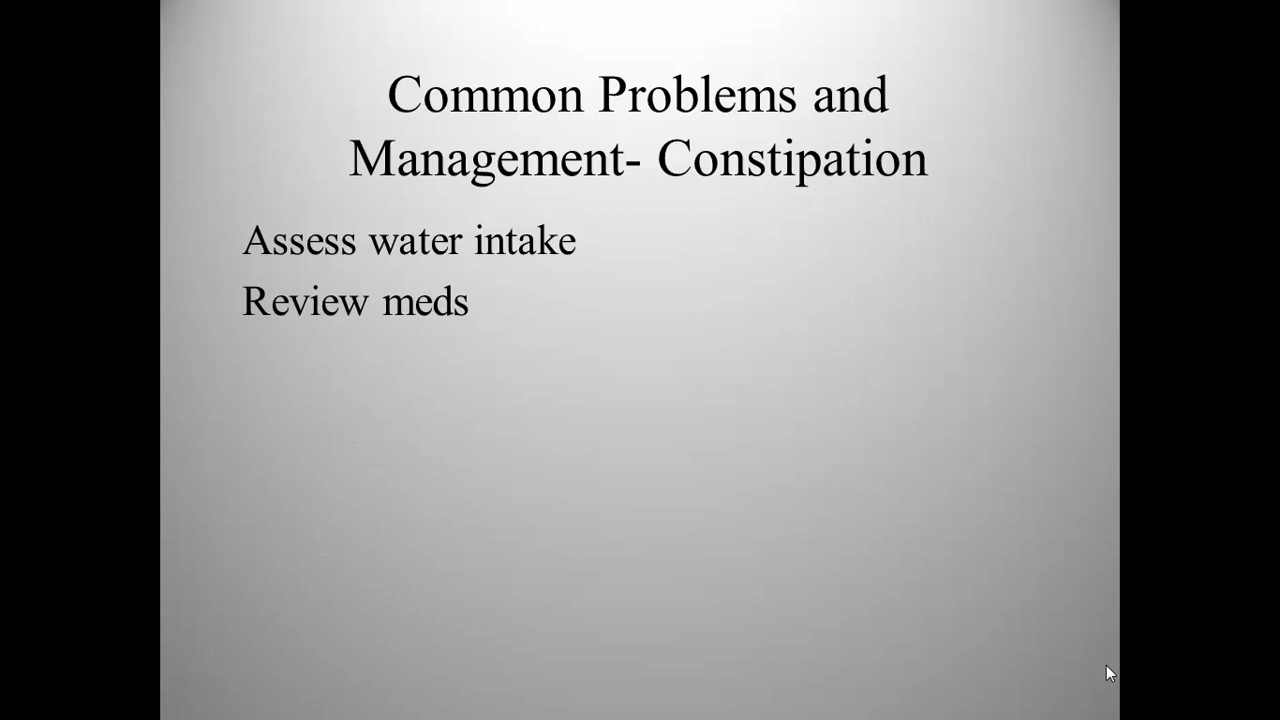 Common Problems and
Management- Constipation
Assess water intake
Review meds